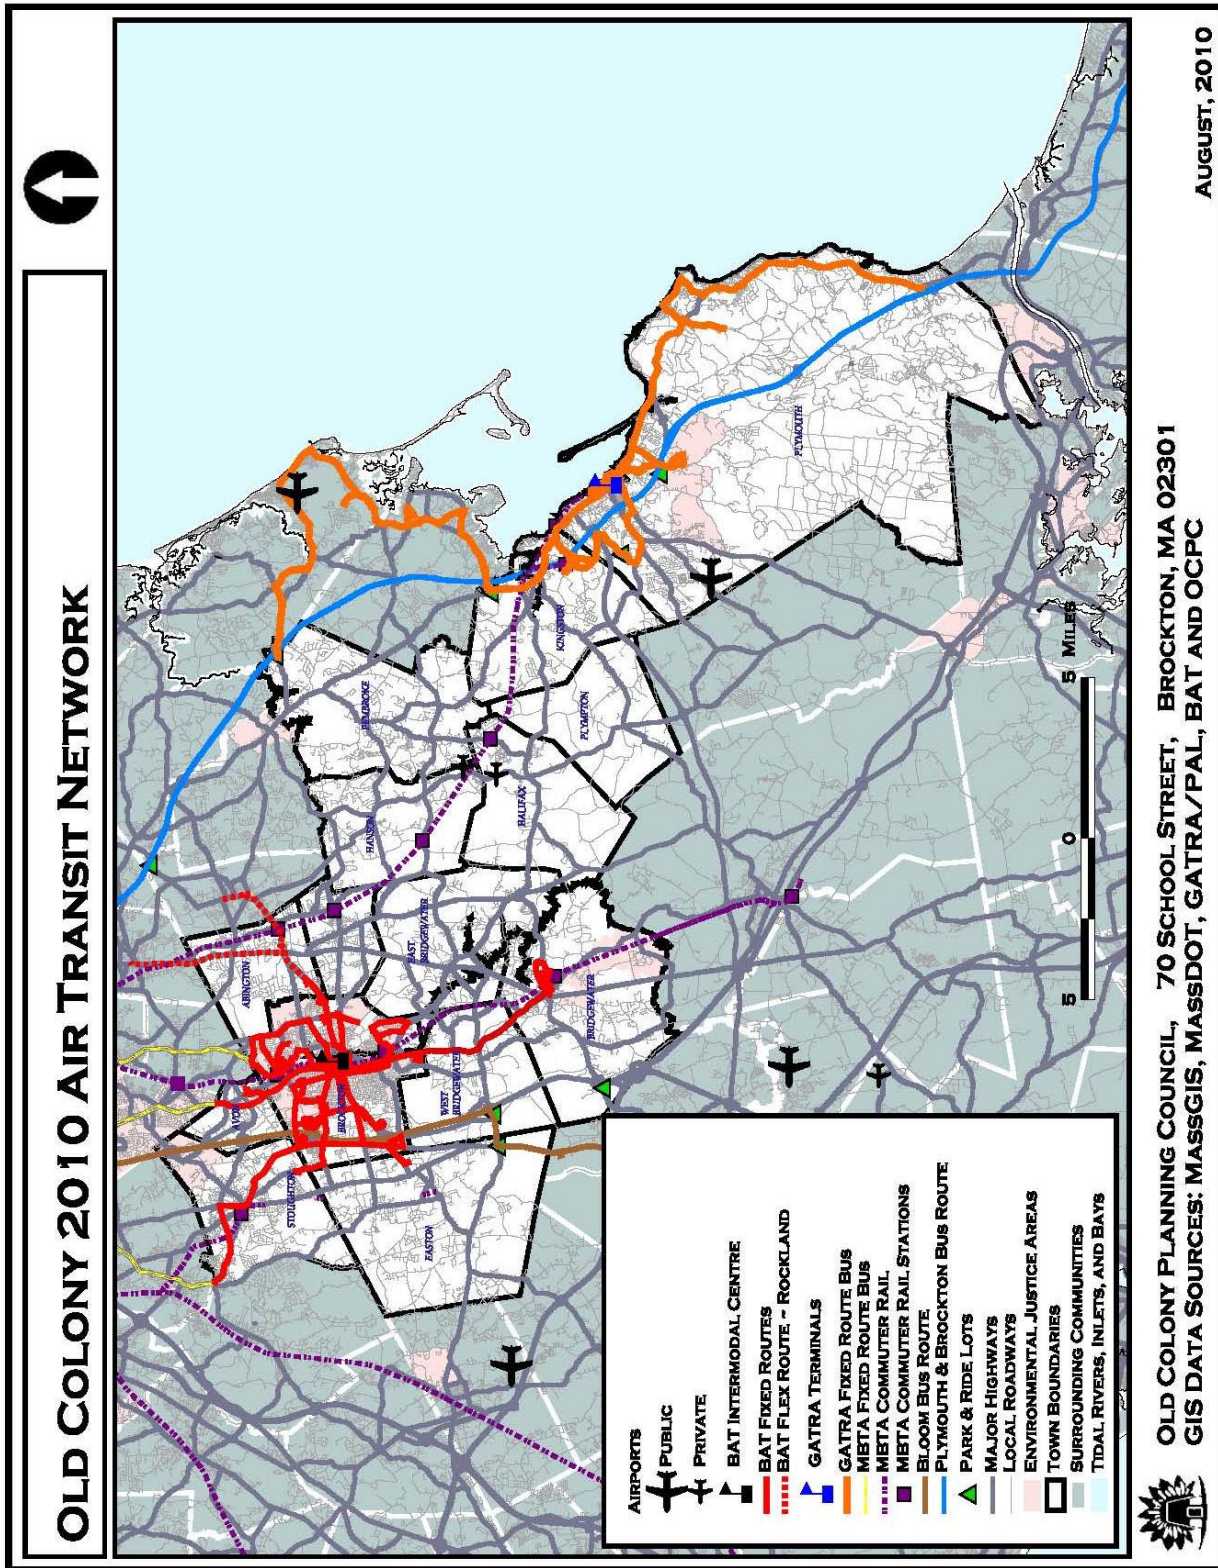 OLD COLONY 2010 AIR TRANSIT NETWORK
STOUGHTON
AVON
ABINGTON
BROCKTON
EASTON
WEST
BRIDGEWATER
EAST
BRIDGEWATER
BRIDGEWATER
HANSON
PEMBROKE
HALIFAX
PLYMPTON
KINGSTON
PLYMOUTH
AIRPORTS
PUBLIC
PRIVATE
BAT INTERMODAL CENTRE
BAT FIXED ROUTES
BAT FLEX ROUTE - ROCKLAND
GATRA TERMINALS
GATRA FIXED ROUTE BUS
MBTA FIXED ROUTE BUS
MBTA COMMUTER RAIL
MBTA COMMUTER RAIL STATIONS
BLOOM BUS ROUTE
PLYMOUTH & BROCKTON BUS ROUTE
PARK & RIDE LOTS
MAJOR HIGHWAYS
LOCAL ROADWAYS
ENVIRONMENTAL JUSTICE AREAS
TOWN BOUNDARIES
SURROUNDING COMMUNITIES
TIDAL RIVERS, INLETS, AND BAYS
5 0 5 MILES
OLD COLONY PLANNING COUNCIL, 70 SCHOOL STREET, BROCKTON, MA 02301
GIS DATA SOURCES: MASSGIS, MASSDOT, GATRA/PAL, BAT AND OCPC
AUGUST, 2010